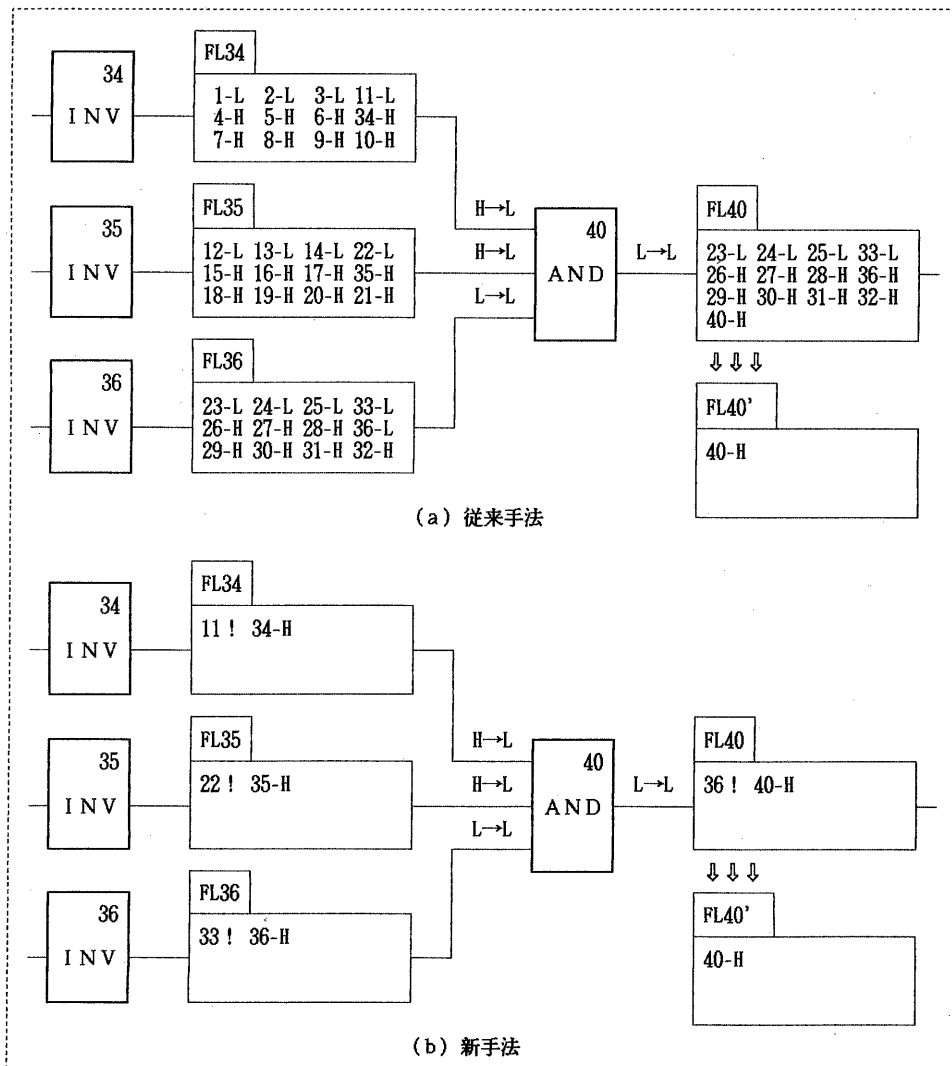 34
INV
FL34
1-L 2-L 3-L 11-L
4-H 5-H 6-H 34-H
7-H 8-H 9-H 10-H
35
INV
FL35
12-L 13-L 14-L 22-L
15-H 16-H 17-H 35-H
18-H 19-H 20-H 21-H
36
INV
FL36
23-L 24-L 25-L 33-L
26-H 27-H 28-H 36-L
29-H 30-H 31-H 32-H
H→L
H→L
L→L
40
AND
L→L
FL40
23-L 24-L 25-L 33-L
26-H 27-H 28-H 36-H
29-H 30-H 31-H 32-H
40-H
⇩⇩⇩
FL40'
40-H
(a) 従来手法
34
INV
FL34
11! 34-H
35
INV
FL35
22! 35-H
36
INV
FL36
33! 36-H
H→L
H→L
L→L
40
AND
L→L
FL40
36! 40-H
⇩⇩⇩
FL40'
40-H
(b) 新手法